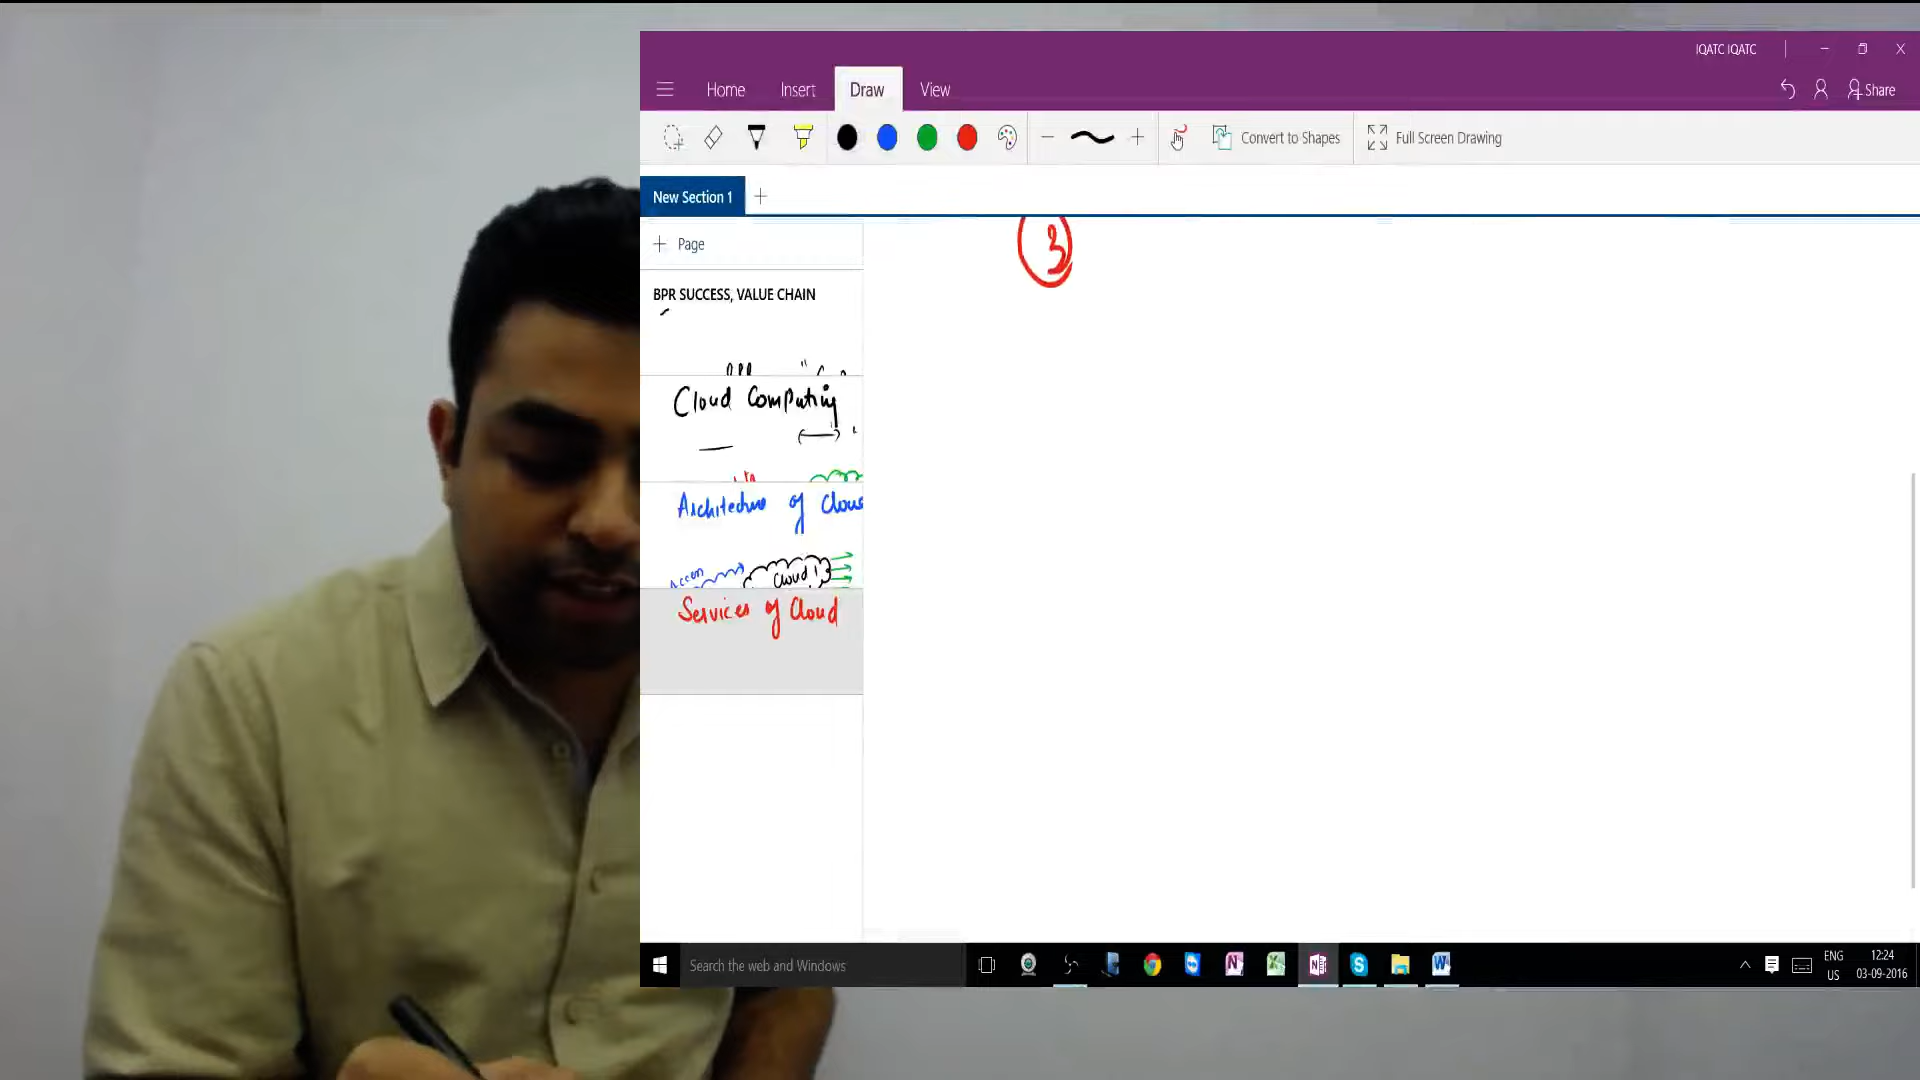 IQATC IQATC
Home Insert Draw View
Share
Convert to Shapes Full Screen Drawing
New Section 1
Page
3
BPR SUCCESS, VALUE CHAIN
Cloud Computing
Architecture of Cloud
Access
Cloud 1
Services of Cloud
Search the web and Windows
ENG
US
12:24
03-09-2016